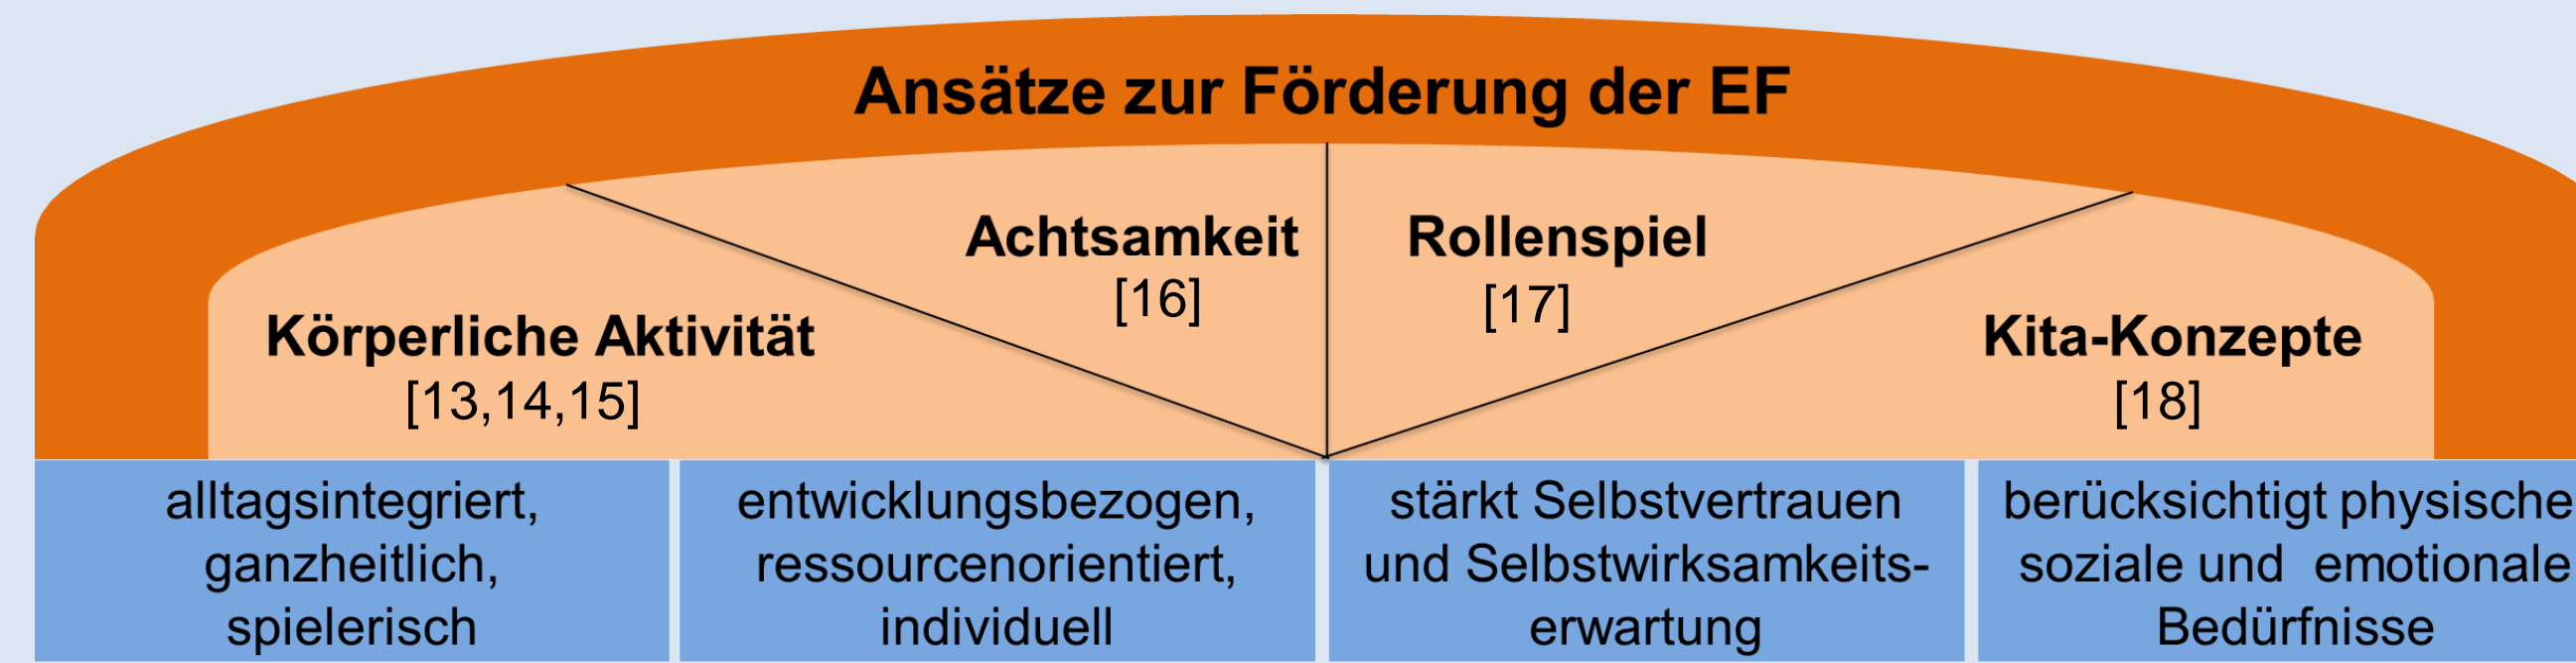 Ansätze zur Förderung der EF
Achtsamkeit
[16]
Rollenspiel
[17]
Körperliche Aktivität
[13,14,15]
Kita-Konzepte
[18]
alltagsintegriert,
ganzheitlich,
spielerisch
entwicklungsbezogen,
ressourcenorientiert,
individuell
stärkt Selbstvertrauen
und Selbstwirksamkeits-
erwartung
berücksichtigt physische
soziale und emotionale
Bedürfnisse